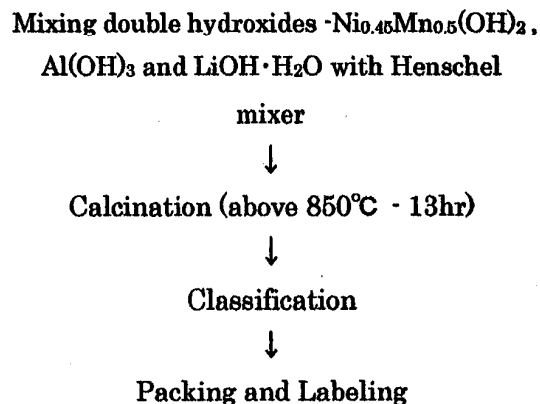 Mixing double hydroxides -Ni0.45Mn0.5(OH)2 ,
Al(OH)3 and LiOH·H2O with Henschel
mixer
↓
Calcination (above 850℃ - 13hr)
↓
Classification
↓
Packing and Labeling